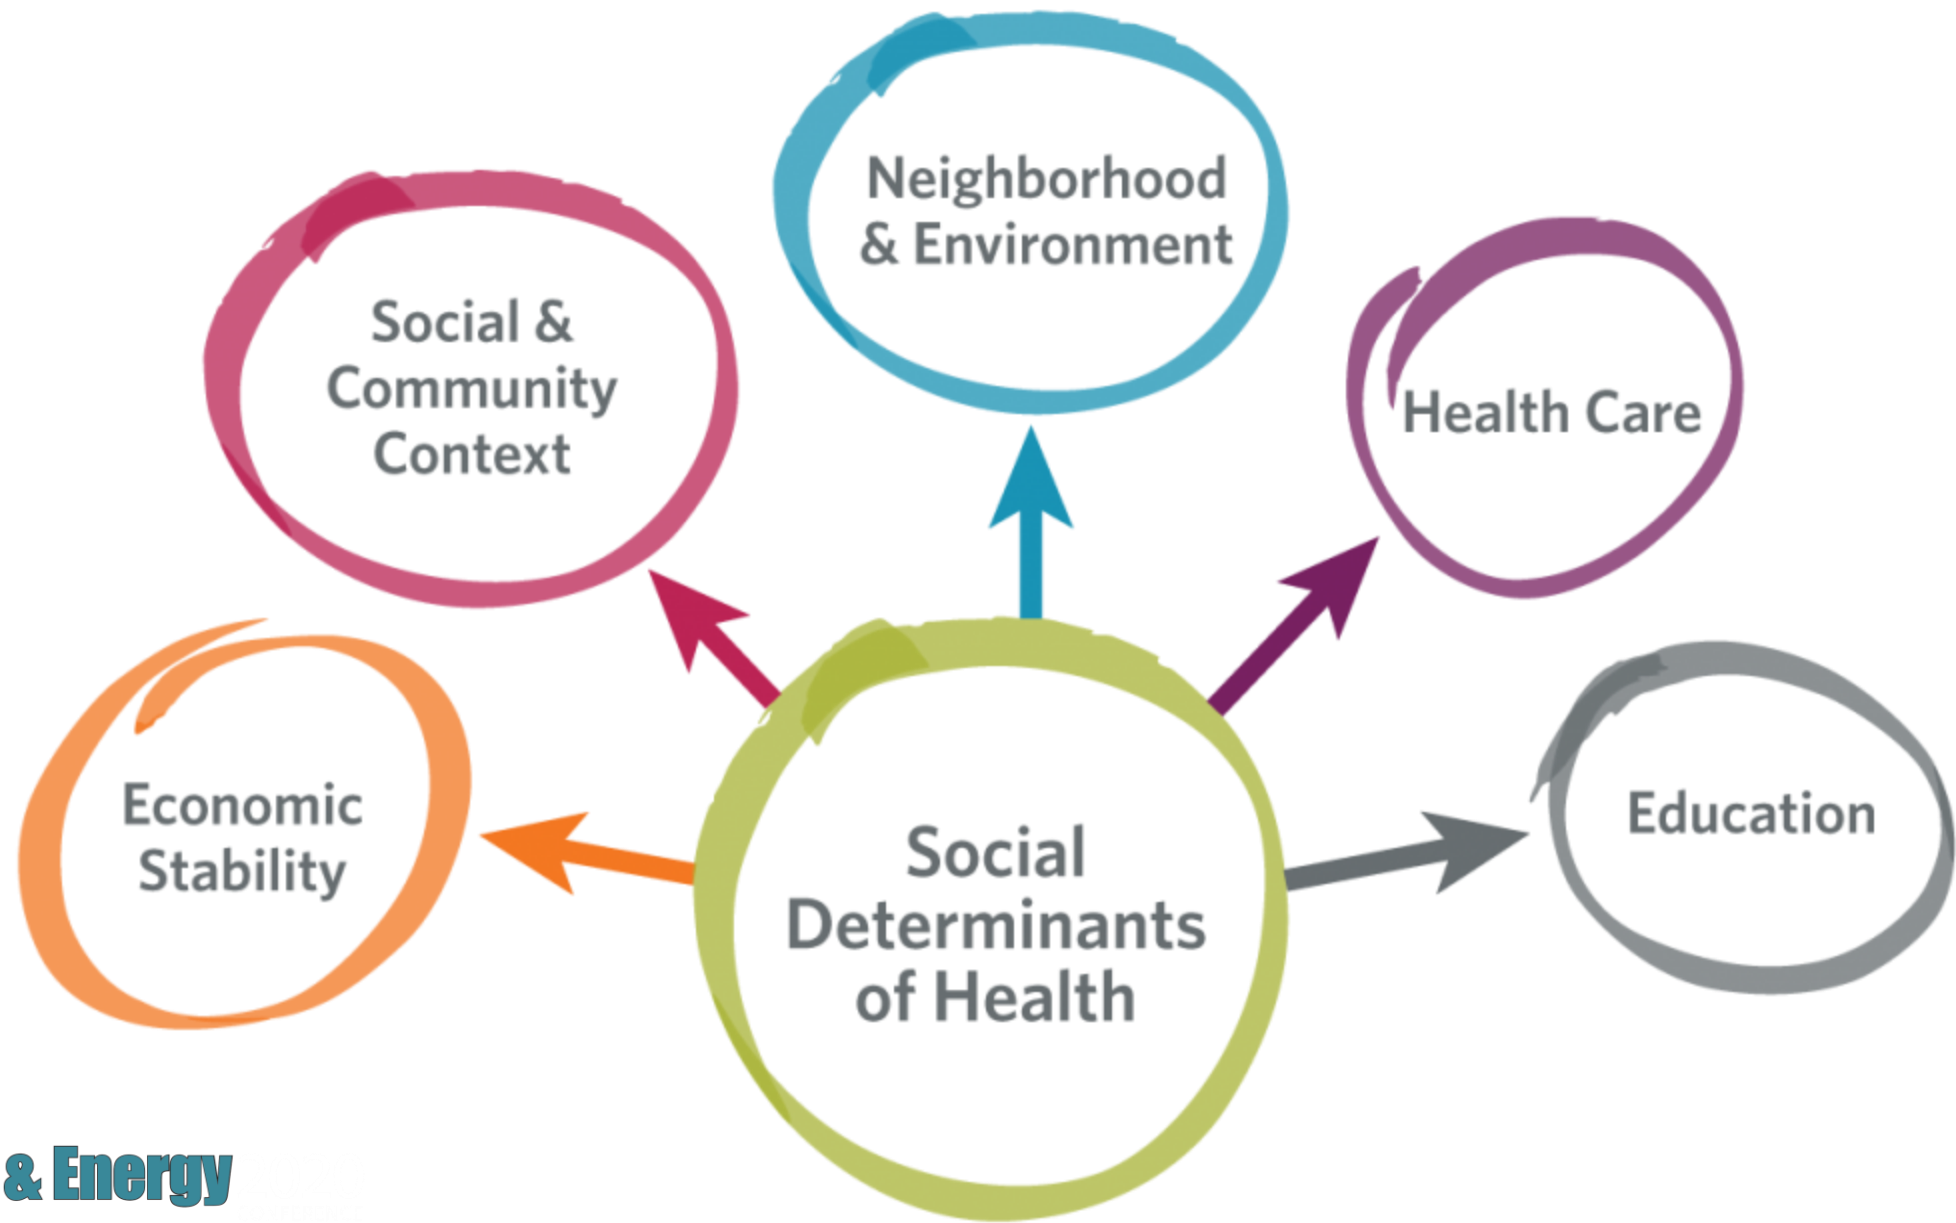 Neighborhood
& Environment
Social &
Community
Context
Health Care
Economic
Stability
Education
Social
Determinants
of Health
& Energy